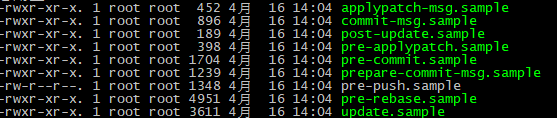 -rwxr-xr-x. 1 root root  452 4月  16 14:04 applypatch-msg.sample
-rwxr-xr-x. 1 root root  896 4月  16 14:04 commit-msg.sample
-rwxr-xr-x. 1 root root  189 4月  16 14:04 post-update.sample
-rwxr-xr-x. 1 root root  398 4月  16 14:04 pre-applypatch.sample
-rwxr-xr-x. 1 root root 1704 4月  16 14:04 pre-commit.sample
-rwxr-xr-x. 1 root root 1239 4月  16 14:04 prepare-commit-msg.sample
-rw-r--r--. 1 root root 1348 4月  16 14:04 pre-push.sample
-rwxr-xr-x. 1 root root 4951 4月  16 14:04 pre-rebase.sample
-rwxr-xr-x. 1 root root 3611 4月  16 14:04 update.sample